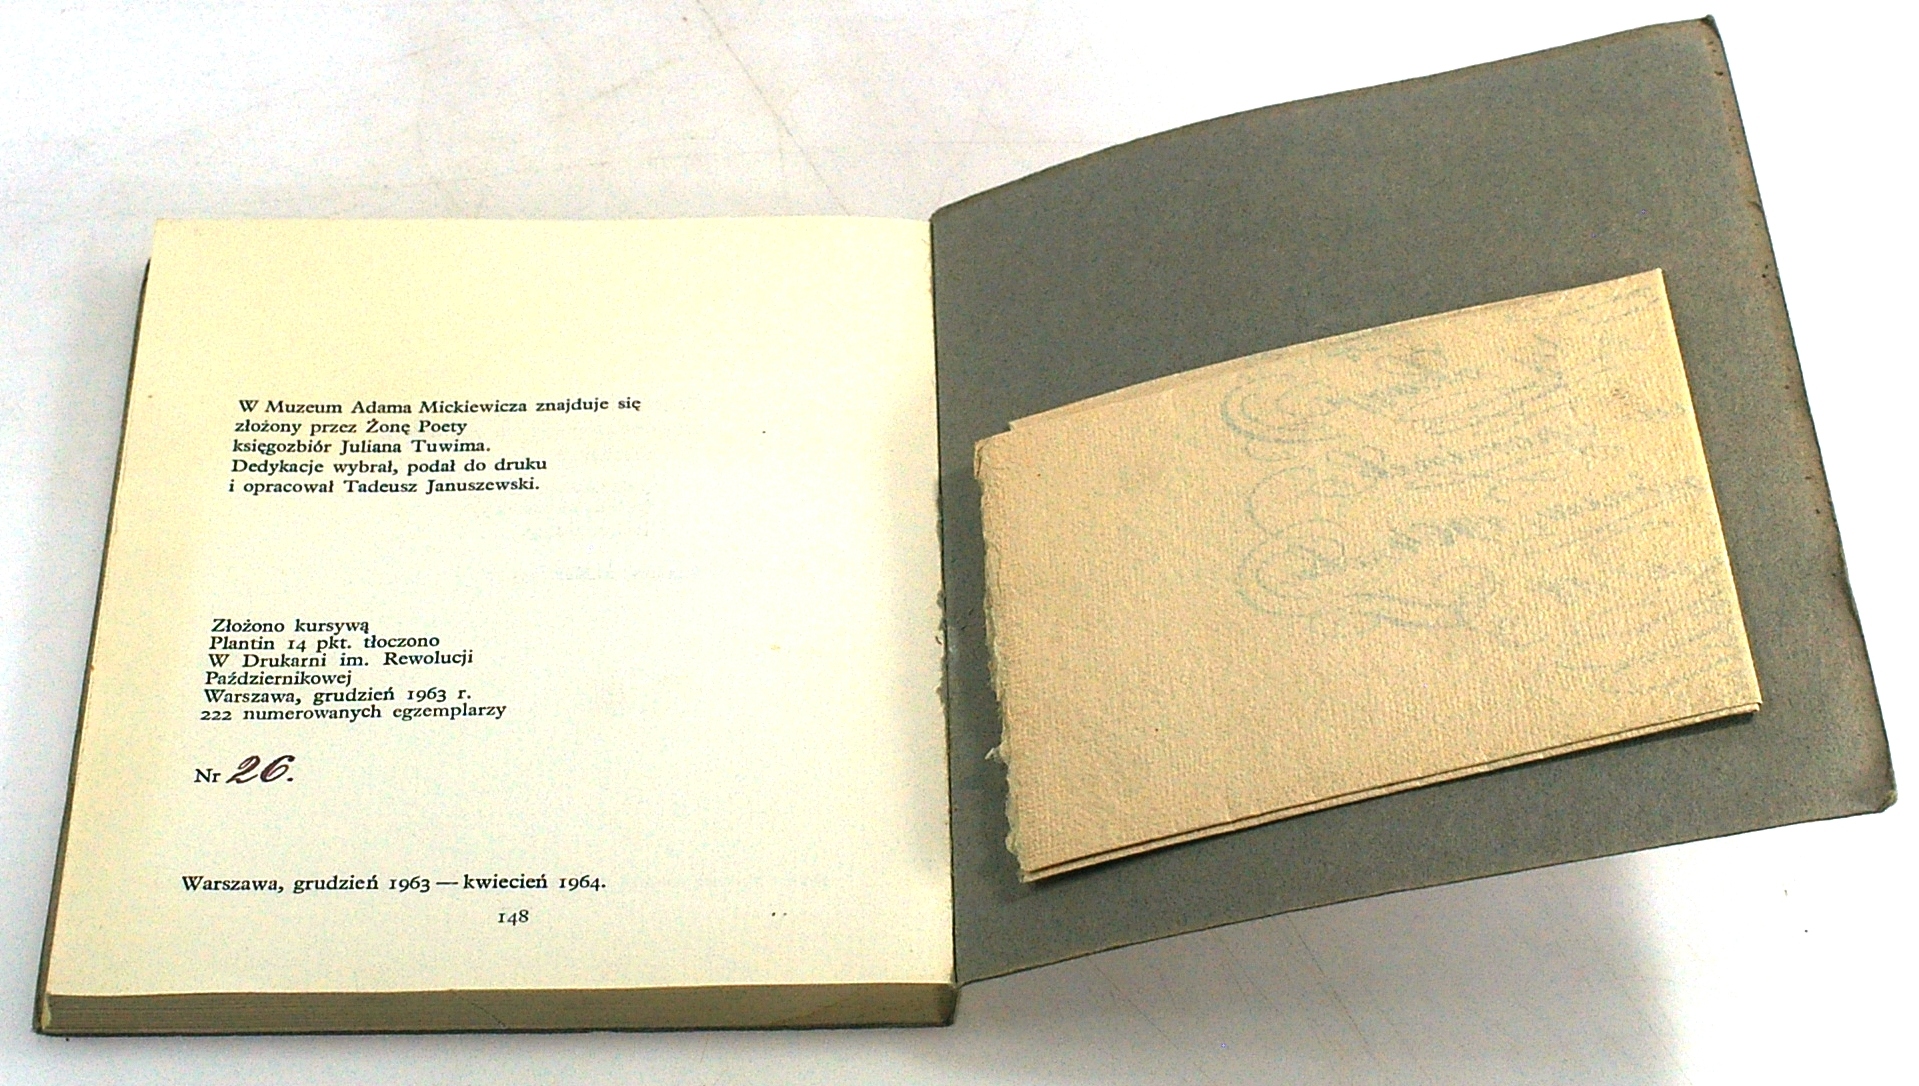 W Muzeum Adama Mickiewicza znajduje się
złożony przez Żonę Poety
księgozbiór Juliana Tuwima.
Dedykacje wybrał, podał do druku
i opracował Tadeusz Januszewski.
Złożono kursywą
Plantin 14 pkt. tłoczono
W Drukarni im. Rewolucji
Październikowej
Warszawa, grudzień 1963 r.
222 numerowanych egzemplarzy
Nr 26.
Warszawa, grudzień 1963 — kwiecień 1964.
148